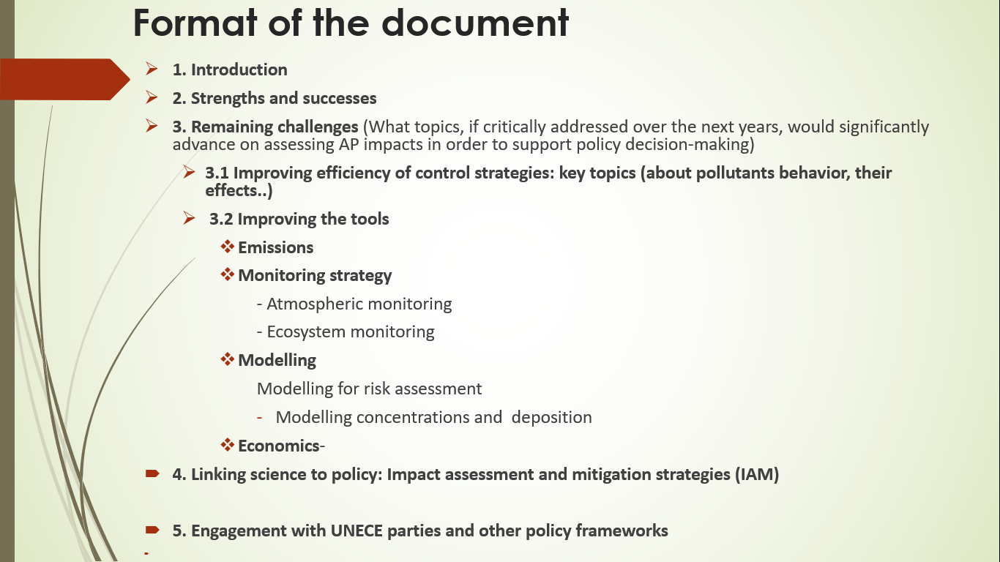 Format of the document
1. Introduction
2. Strengths and successes
3. Remaining challenges (What topics, if critically addressed over the next years, would significantly
advance on assessing AP impacts in order to support policy decision-making)
3.1 Improving efficiency of control strategies: key topics (about pollutants behavior, their
effects..)
3.2 Improving the tools
Emissions
Monitoring strategy
- Atmospheric monitoring
- Ecosystem monitoring
Modelling
Modelling for risk assessment
- Modelling concentrations and  deposition
Economics-
4. Linking science to policy: Impact assessment and mitigation strategies (IAM)
5. Engagement with UNECE parties and other policy frameworks